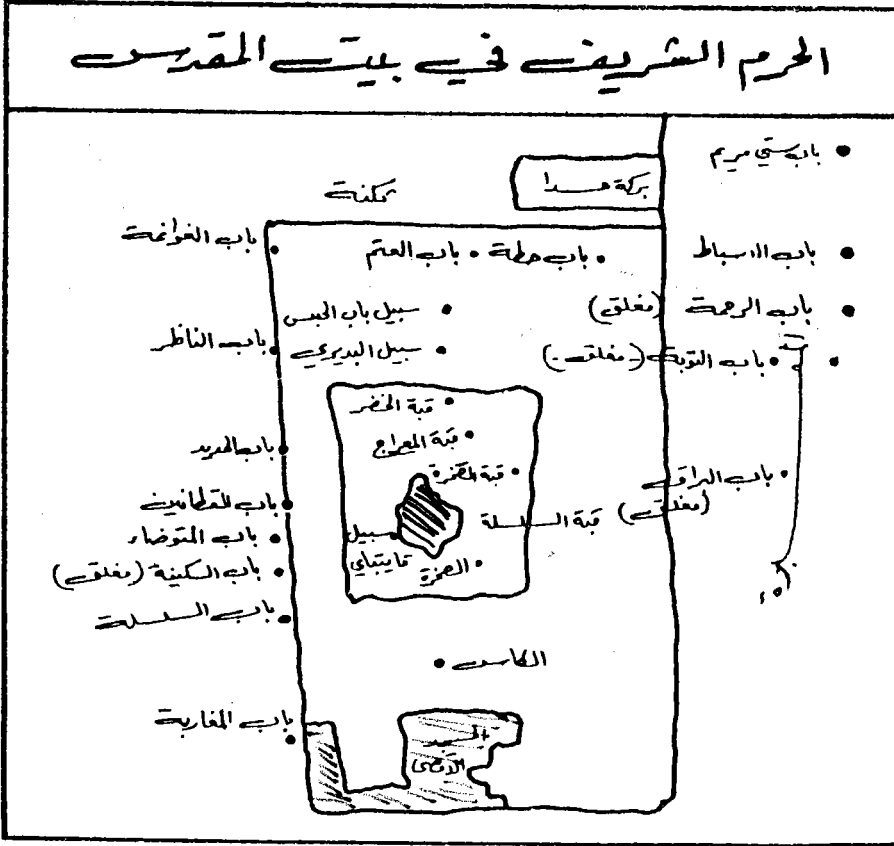 الحرم الشريف في بيت المقدس
باب ستي مريم
بركة
ثكنة
باب الغوانمة
باب العتم
باب حطة
باب الاسباط
سبيل باب الحبس
باب الرحمة (مغلق)
باب الناظر
سبيل البديري
باب التوبة (مغلق)
قبة الخضر
قبة المعراج
باب الحديد
قبة الصخرة
باب البراق
(مغلق)
باب القطانين
قبة السلسلة
باب المتوضاء
سبيل
قايتباي
باب السكينة (مغلق)
الصخرة
باب السلسلة
الكاس
باب المغاربة
المسجد
الأقصى